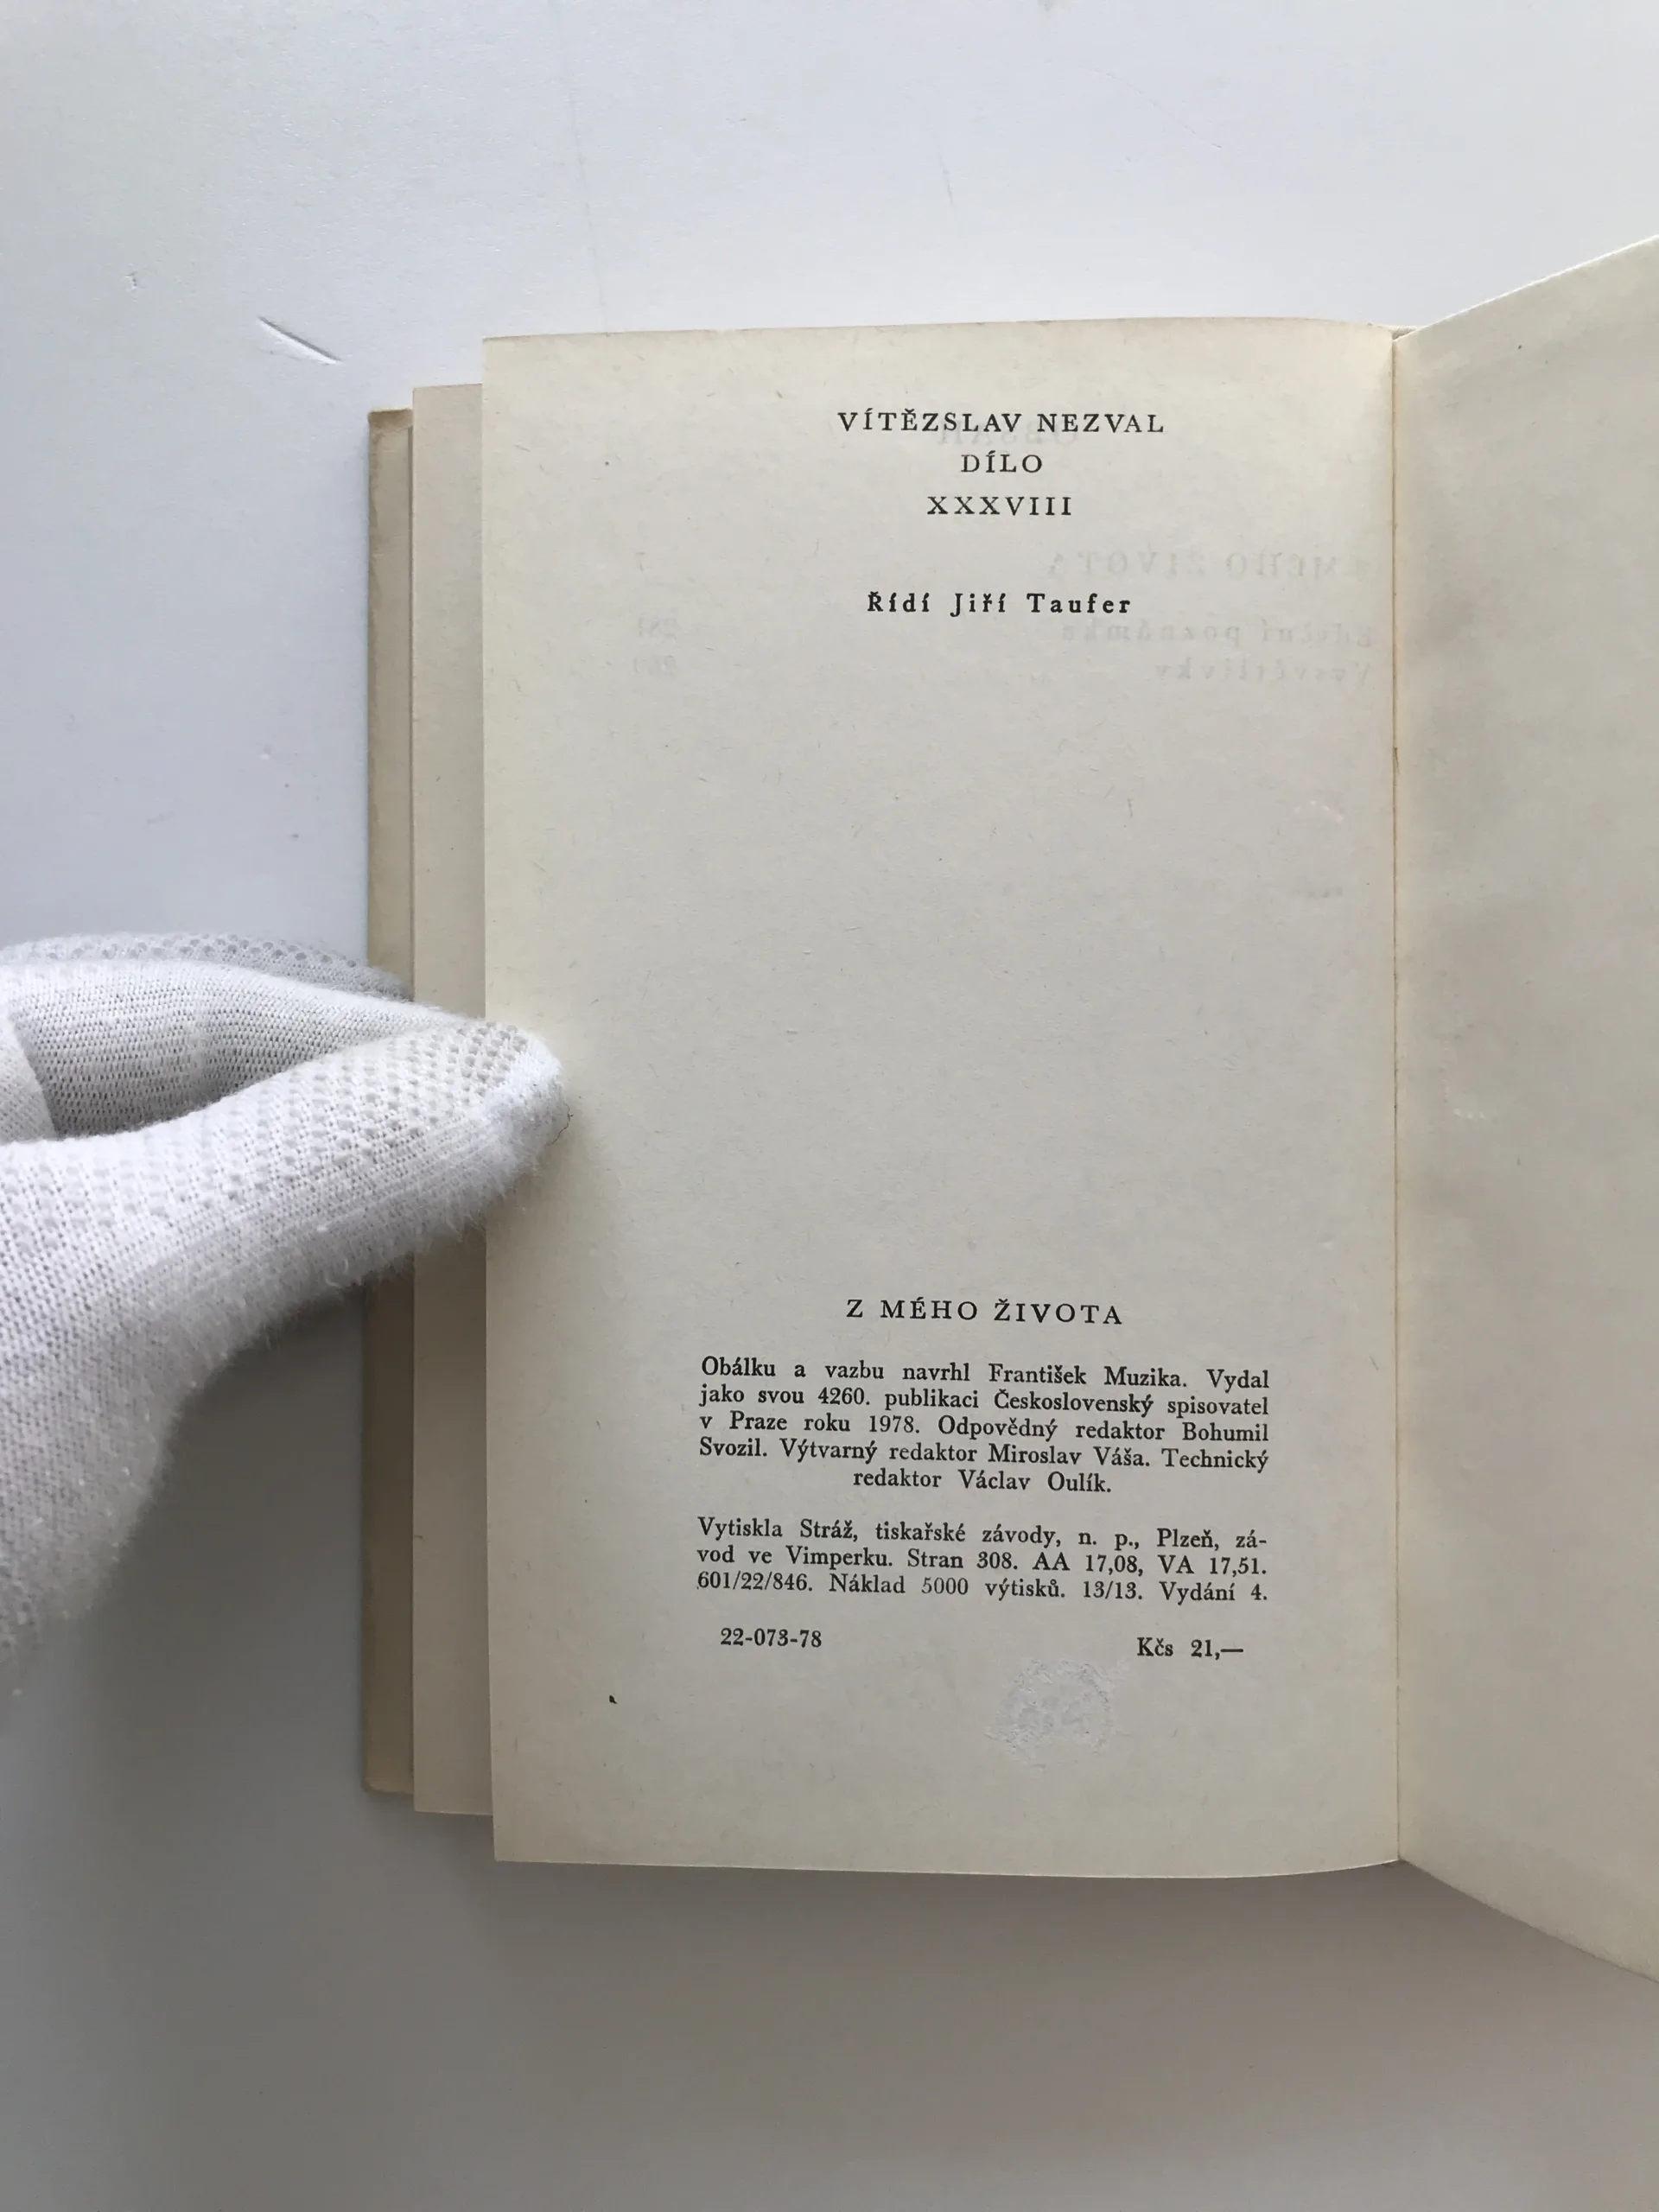 VÍTĚZSLAV NEZVAL
DÍLO
XXXVIII
Řídí Jiří Taufer
Z MÉHO ŽIVOTA
Obálku a vazbu navrhl František Muzika. Vydal
jako svou 4260. publikaci Československý spisovatel
v Praze roku 1978. Odpovědný redaktor Bohumil
Svozil. Výtvarný redaktor Miroslav Váša. Technický
redaktor Václav Oulík.
Vytiskla Stráž, tiskařské závody, n. p., Plzeň, zá-
vod ve Vimperku. Stran 308. AA 17,08, VA 17,51.
601/22/846. Náklad 5000 výtisků. 13/13. Vydání 4.
22-073-78 Kčs 21,—